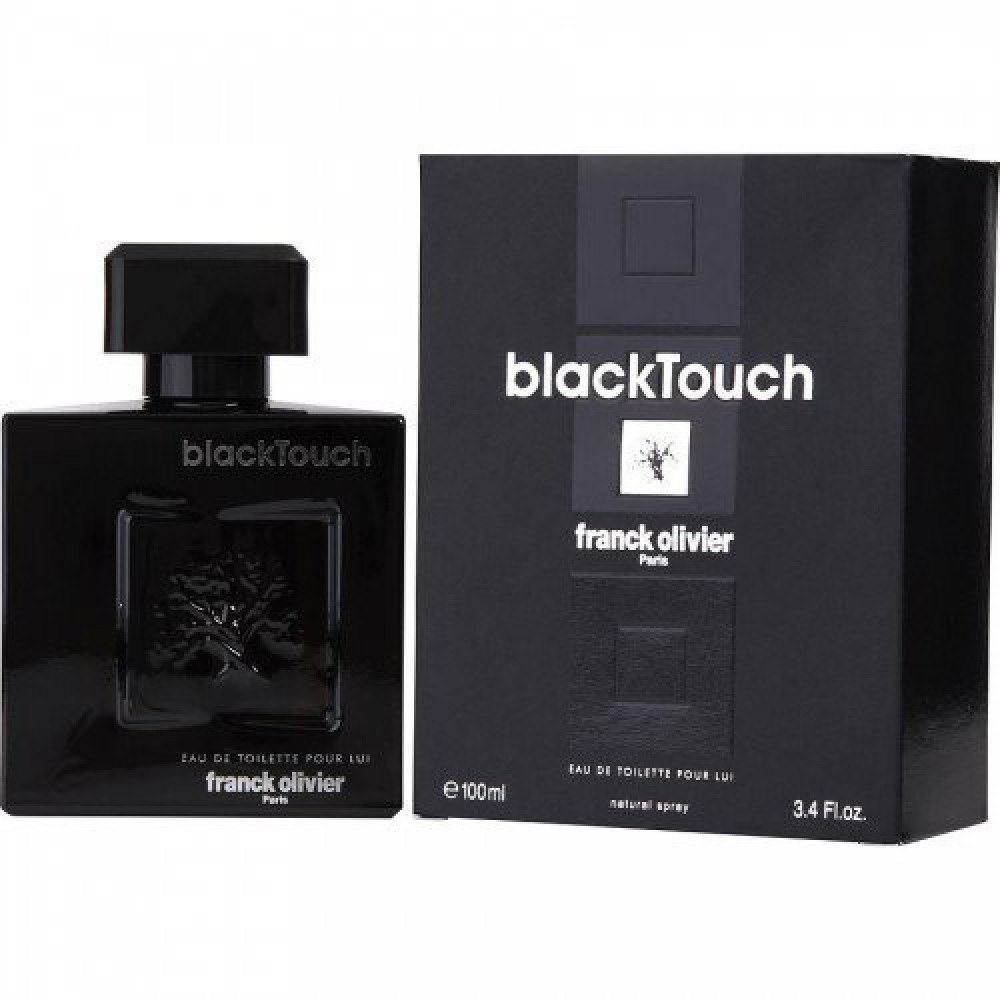 blackTouch
EAU DE TOILETTE POUR LUI
franck olivier
Paris
blackTouch
franck olivier
Paris
EAU DE TOILETTE POUR LUI
natural spray
℮100ml
3.4 Fl.oz.